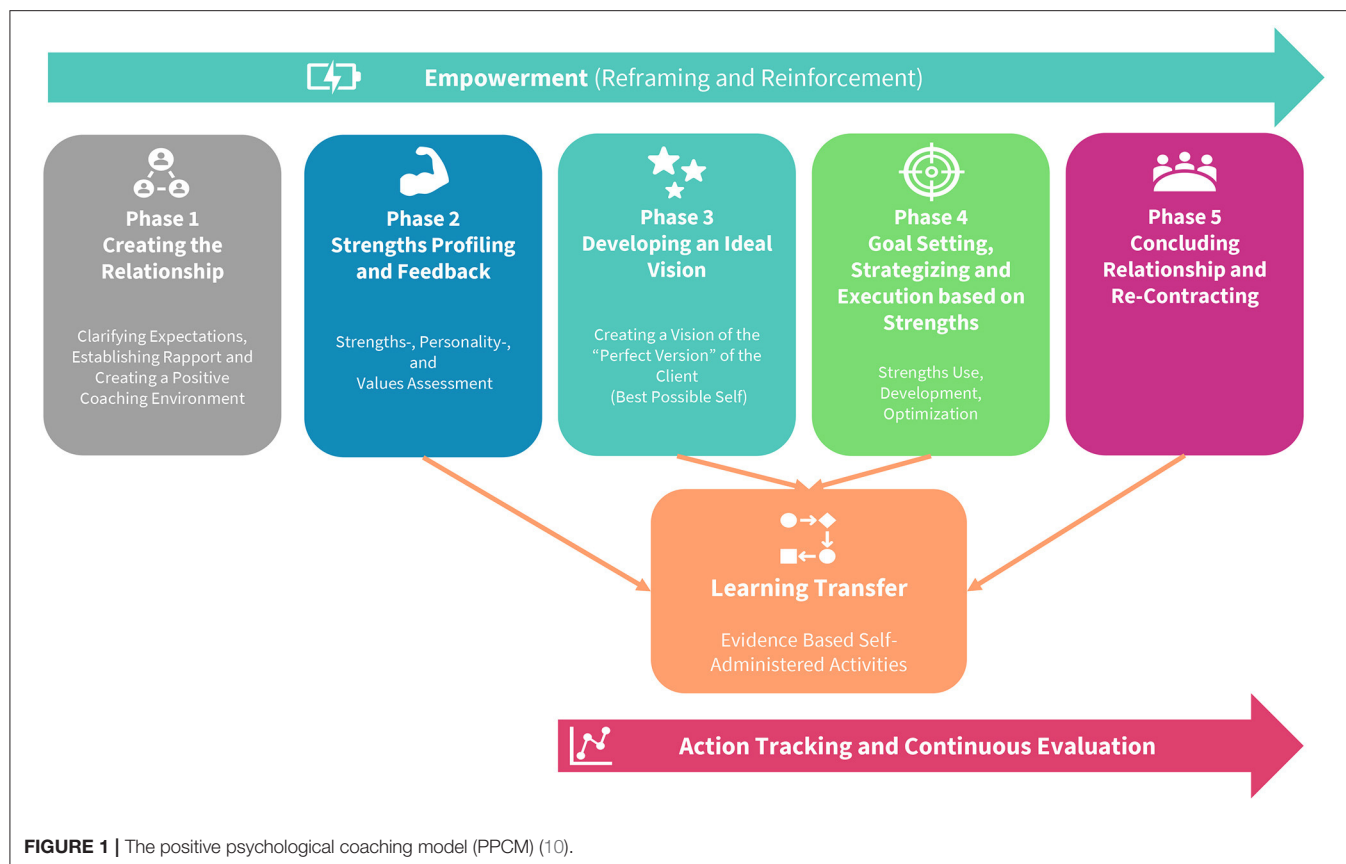 Empowerment (Reframing and Reinforcement)
Phase 1
Creating the
Relationship
Clarifying Expectations,
Establishing Rapport and
Creating a Positive
Coaching Environment
Phase 2
Strengths Profiling
and Feedback
Strengths-, Personality-,
and
Values Assessment
Phase 3
Developing an Ideal
Vision
Creating a Vision of the
“Perfect Version” of the
Client
(Best Possible Self)
Phase 4
Goal Setting,
Strategizing and
Execution based on
Strengths
Strengths Use,
Development,
Optimization
Phase 5
Concluding
Relationship and
Re-Contracting
Learning Transfer
Evidence Based Self-
Administered Activities
Action Tracking and Continuous Evaluation
FIGURE 1 | The positive psychological coaching model (PPCM) (10).